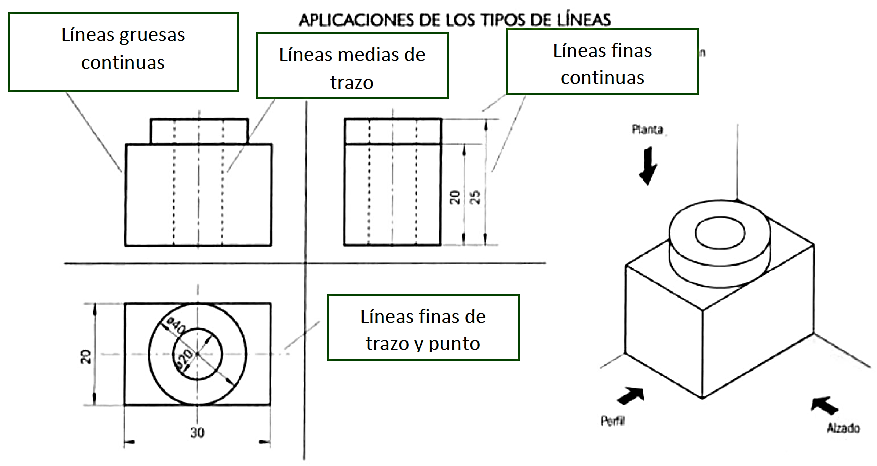 APLICACIONES DE LOS TIPOS DE LÍNEAS
Líneas gruesas
continuas
Líneas medias de
trazo
Líneas finas
continuas
n
Planta
20
25
Líneas finas de
trazo y punto
ø40
ø20
20
30
Perfil
Alzado